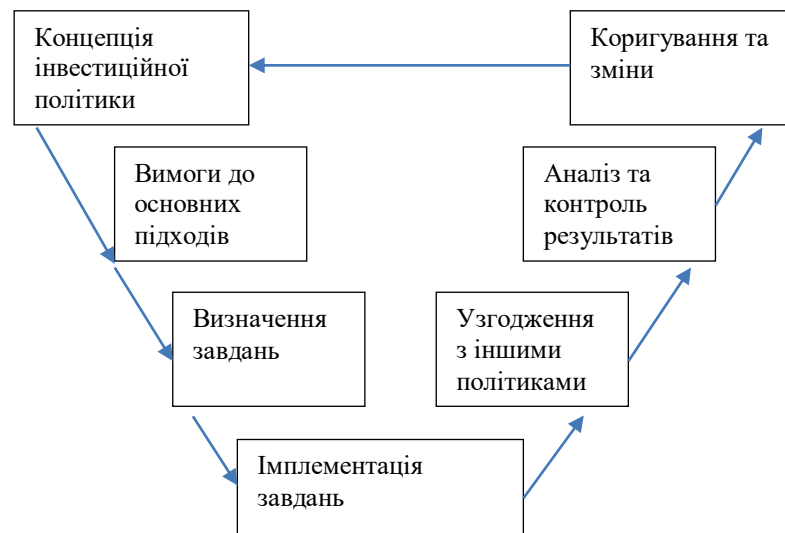 Концепція
інвестиційної
політики
Вимоги до
основних
підходів
Визначення
завдань
Імплементація
завдань
Узгодження
з іншими
політиками
Аналіз та
контроль
результатів
Коригування та
зміни